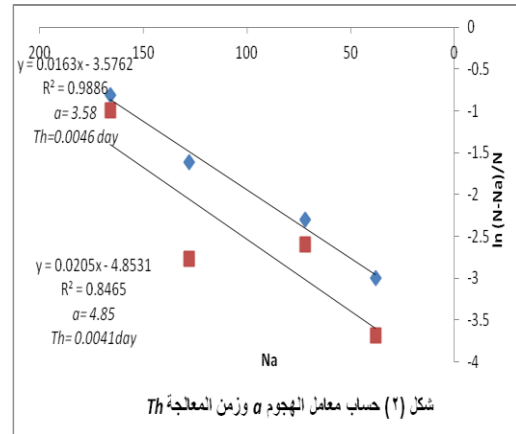 200 150 100 50 0
0
-0.5
-1
-1.5
-2
-2.5
-3
-3.5
-4
ln (N-Na)/N
y = 0.0163x - 3.5762
R² = 0.9886
a= 3.58
Th=0.0046 day
y = 0.0205x - 4.8531
R² = 0.8465
a= 4.85
Th= 0.0041day
Na
شكل (٢) حساب معامل الهجوم a وزمن المعالجة Th